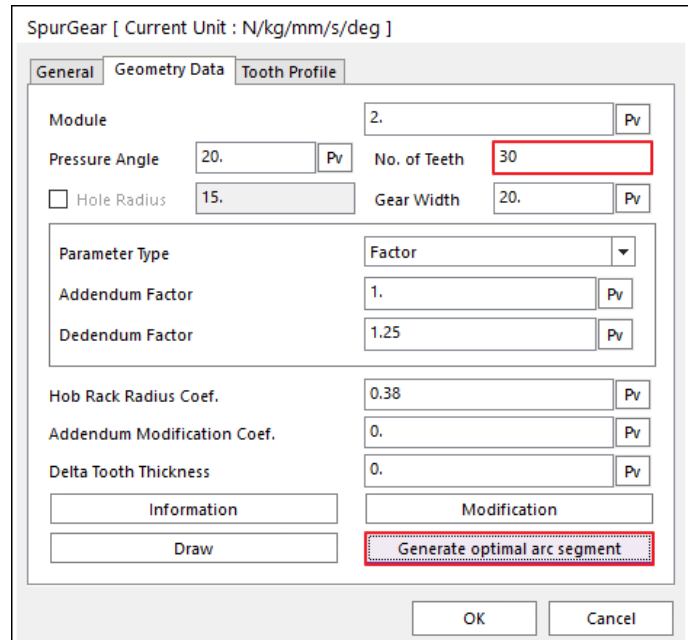 SpurGear [ Current Unit : N/kg/mm/s/deg ]
General Geometry Data Tooth Profile
Module 2. Pv
Pressure Angle 20. Pv No. of Teeth 30
Hole Radius 15. Gear Width 20. Pv
Parameter Type Factor
Addendum Factor 1. Pv
Dedendum Factor 1.25 Pv
Hob Rack Radius Coef. 0.38 Pv
Addendum Modification Coef. 0. Pv
Delta Tooth Thickness 0. Pv
Information Modification
Draw Generate optimal arc segment
OK Cancel